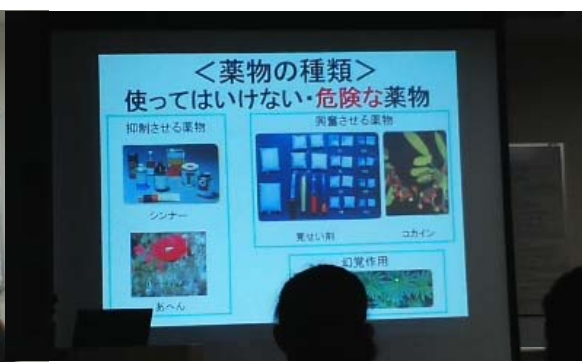 <薬物の種類>
使ってはいけない・危険な薬物
抑制させる薬物
シンナー
あへん
興奮させる薬物
覚せい剤
コカイン
幻覚作用